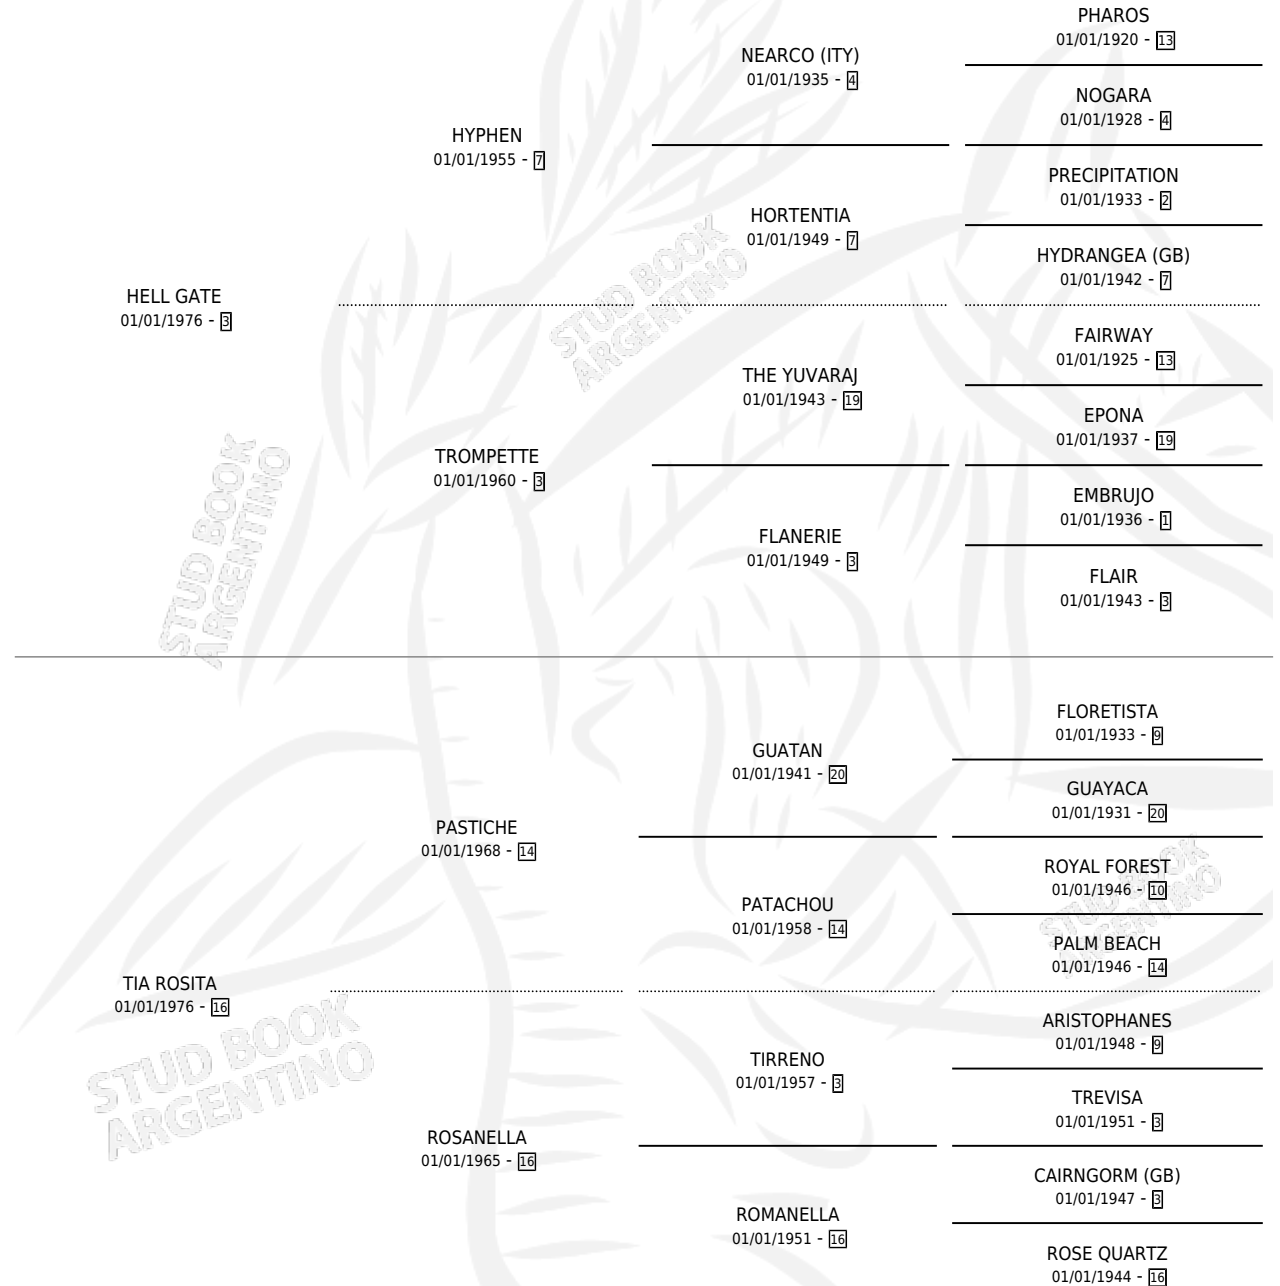 PHAROS
01/01/1920 - 13
NEARCO (ITY)
01/01/1935 - 4
NOGARA
01/01/1928 - 4
HYPHEN
01/01/1955 - 7
PRECIPITATION
01/01/1933 - 2
HORTENTIA
01/01/1949 - 7
HYDRANGEA (GB)
01/01/1942 - 7
HELL GATE
01/01/1976 - 3
STUD BOOK
ARGENTINO
FAIRWAY
01/01/1925 - 13
THE YUVARAJ
01/01/1943 - 19
EPONA
01/01/1937 - 19
TROMPETTE
01/01/1960 - 3
EMBRUJO
01/01/1936 - 1
FLANERIE
01/01/1949 - 3
FLAIR
01/01/1943 - 3
STUD BOOK
ARGENTINO
FLORETISTA
01/01/1933 - 9
GUATAN
01/01/1941 - 20
GUAYACA
01/01/1931 - 20
PASTICHE
01/01/1968 - 14
ROYAL FOREST
01/01/1946 - 10
PATACHOU
01/01/1958 - 14
PALM BEACH
01/01/1946 - 14
STUD BOOK
ARGENTINO
TIA ROSITA
01/01/1976 - 16
ARISTOPHANES
01/01/1948 - 9
TIRRENO
01/01/1957 - 3
TREVISA
01/01/1951 - 3
STUD BOOK
ARGENTINO
ROSANELLA
01/01/1965 - 16
CAIRNGORM (GB)
01/01/1947 - 3
ROMANELLA
01/01/1951 - 16
ROSE QUARTZ
01/01/1944 - 16